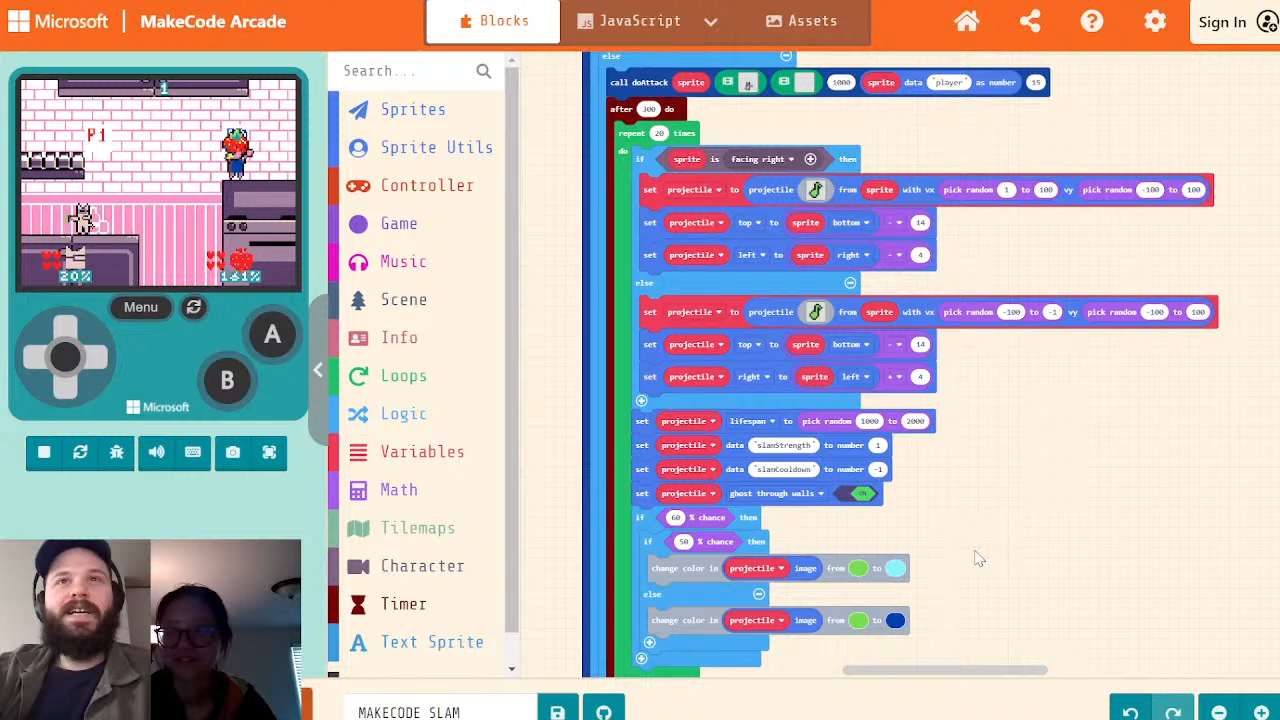 Microsoft
MakeCode Arcade
Blocks
JavaScript
Assets
Sign In
1
P1
20%
141%
Menu
A
B
Microsoft
Search...
Sprites
Sprite Utils
Controller
Game
Music
Scene
Info
Loops
Logic
Variables
Math
Tilemaps
Character
Timer
Text Sprite
else
call doAttack sprite 1000 sprite data "player" as number 15
after 300 do
repeat 20 times
do
if sprite is facing right then
set projectile to projectile from sprite with vx pick random 1 to 100 vy pick random -100 to 100
set projectile top to sprite bottom - 14
set projectile left to sprite right - 4
else
set projectile to projectile from sprite with vx pick random -100 to -1 vy pick random -100 to 100
set projectile top to sprite bottom - 14
set projectile right to sprite left + 4
set projectile lifespan to pick random 1000 to 2000
set projectile data "slamStrength" to number 1
set projectile data "slamCooldown" to number -1
set projectile ghost through walls ON
if 60 % chance then
if 50 % chance then
change color in projectile image from to
else
change color in projectile image from to
MAKECODE SLAM